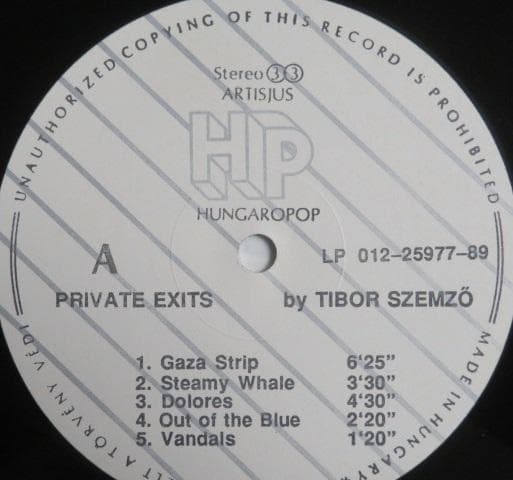 UNAUTHORIZED COPYING OF THIS RECORD IS PROHIBITED
Stereo 33
ARTISJUS
HP
HUNGAROPOP
A
LP 012-25977-89
PRIVATE EXITS by TIBOR SZEMZŐ
1. Gaza Strip 6'25"
2. Steamy Whale 3'30"
3. Dolores 4'30"
4. Out of the Blue 2'20"
5. Vandals 1'20"
MADE IN HUNGARY
A TÖRVÉNY VÉDI